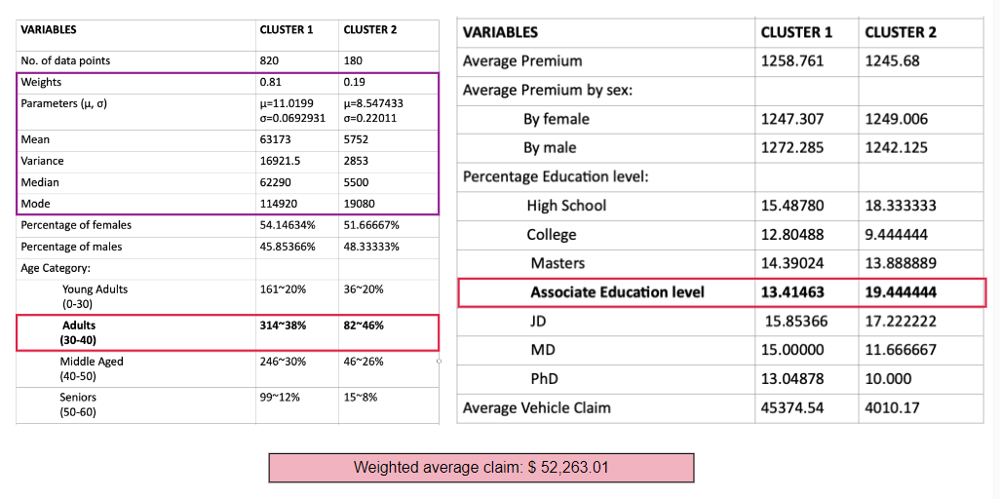 VARIABLES CLUSTER 1 CLUSTER 2
No. of data points 820 180
Weights 0.81 0.19
Parameters (μ, σ) μ=11.0199 μ=8.547433
σ=0.0692931 σ=0.22011
Mean 63173 5752
Variance 16921.5 2853
Median 62290 5500
Mode 114920 19080
Percentage of females 54.14634% 51.66667%
Percentage of males 45.85366% 48.33333%
Age Category:
Young Adults 161~20% 36~20%
(0-30)
Adults 314~38% 82~46%
(30-40)
Middle Aged 246~30% 46~26%
(40-50)
Seniors 99~12% 15~8%
(50-60)
VARIABLES CLUSTER 1 CLUSTER 2
Average Premium 1258.761 1245.68
Average Premium by sex:
By female 1247.307 1249.006
By male 1272.285 1242.125
Percentage Education level:
High School 15.48780 18.333333
College 12.80488 9.444444
Masters 14.39024 13.888889
Associate Education level 13.41463 19.444444
JD 15.85366 17.222222
MD 15.00000 11.666667
PhD 13.04878 10.000
Average Vehicle Claim 45374.54 4010.17
Weighted average claim: $ 52,263.01